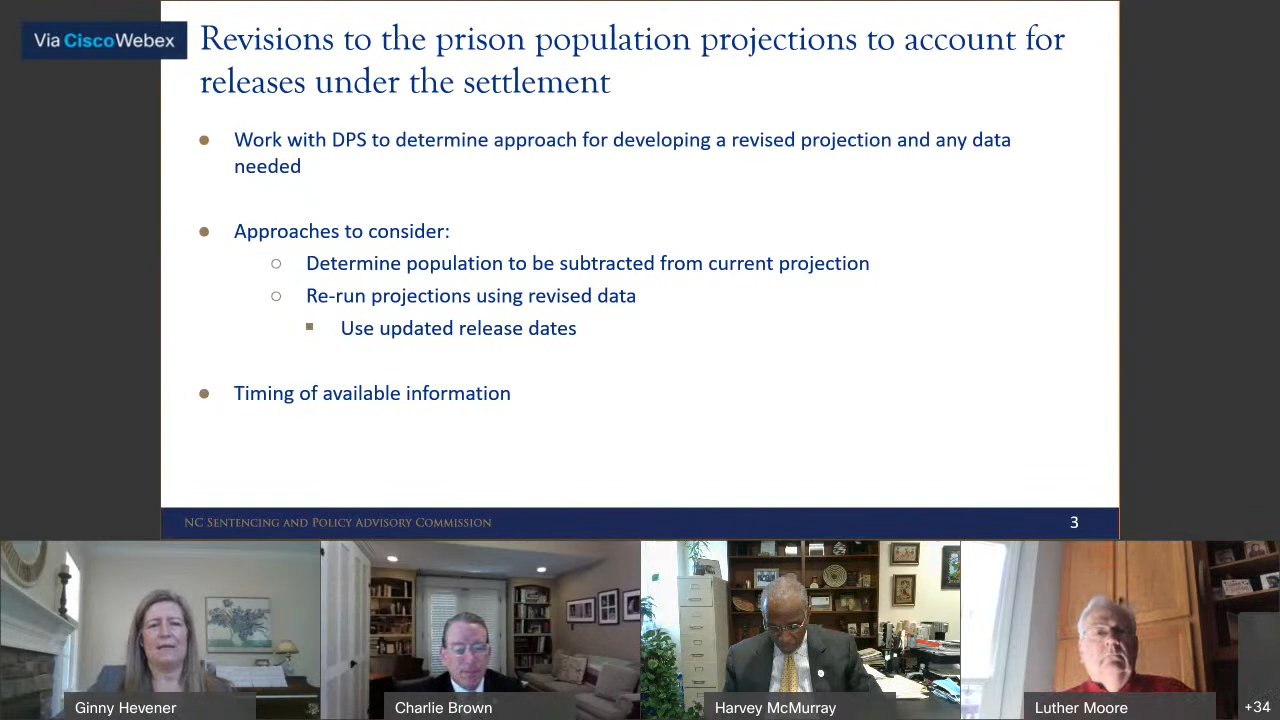 Via Cisco Webex
Revisions to the prison population projections to account for
releases under the settlement
Work with DPS to determine approach for developing a revised projection and any data
needed
Approaches to consider:
Determine population to be subtracted from current projection
Re-run projections using revised data
Use updated release dates
Timing of available information
NC Sentencing and Policy Advisory Commission
3
Ginny Hevener
Charlie Brown
Harvey McMurray
Luther Moore
+34